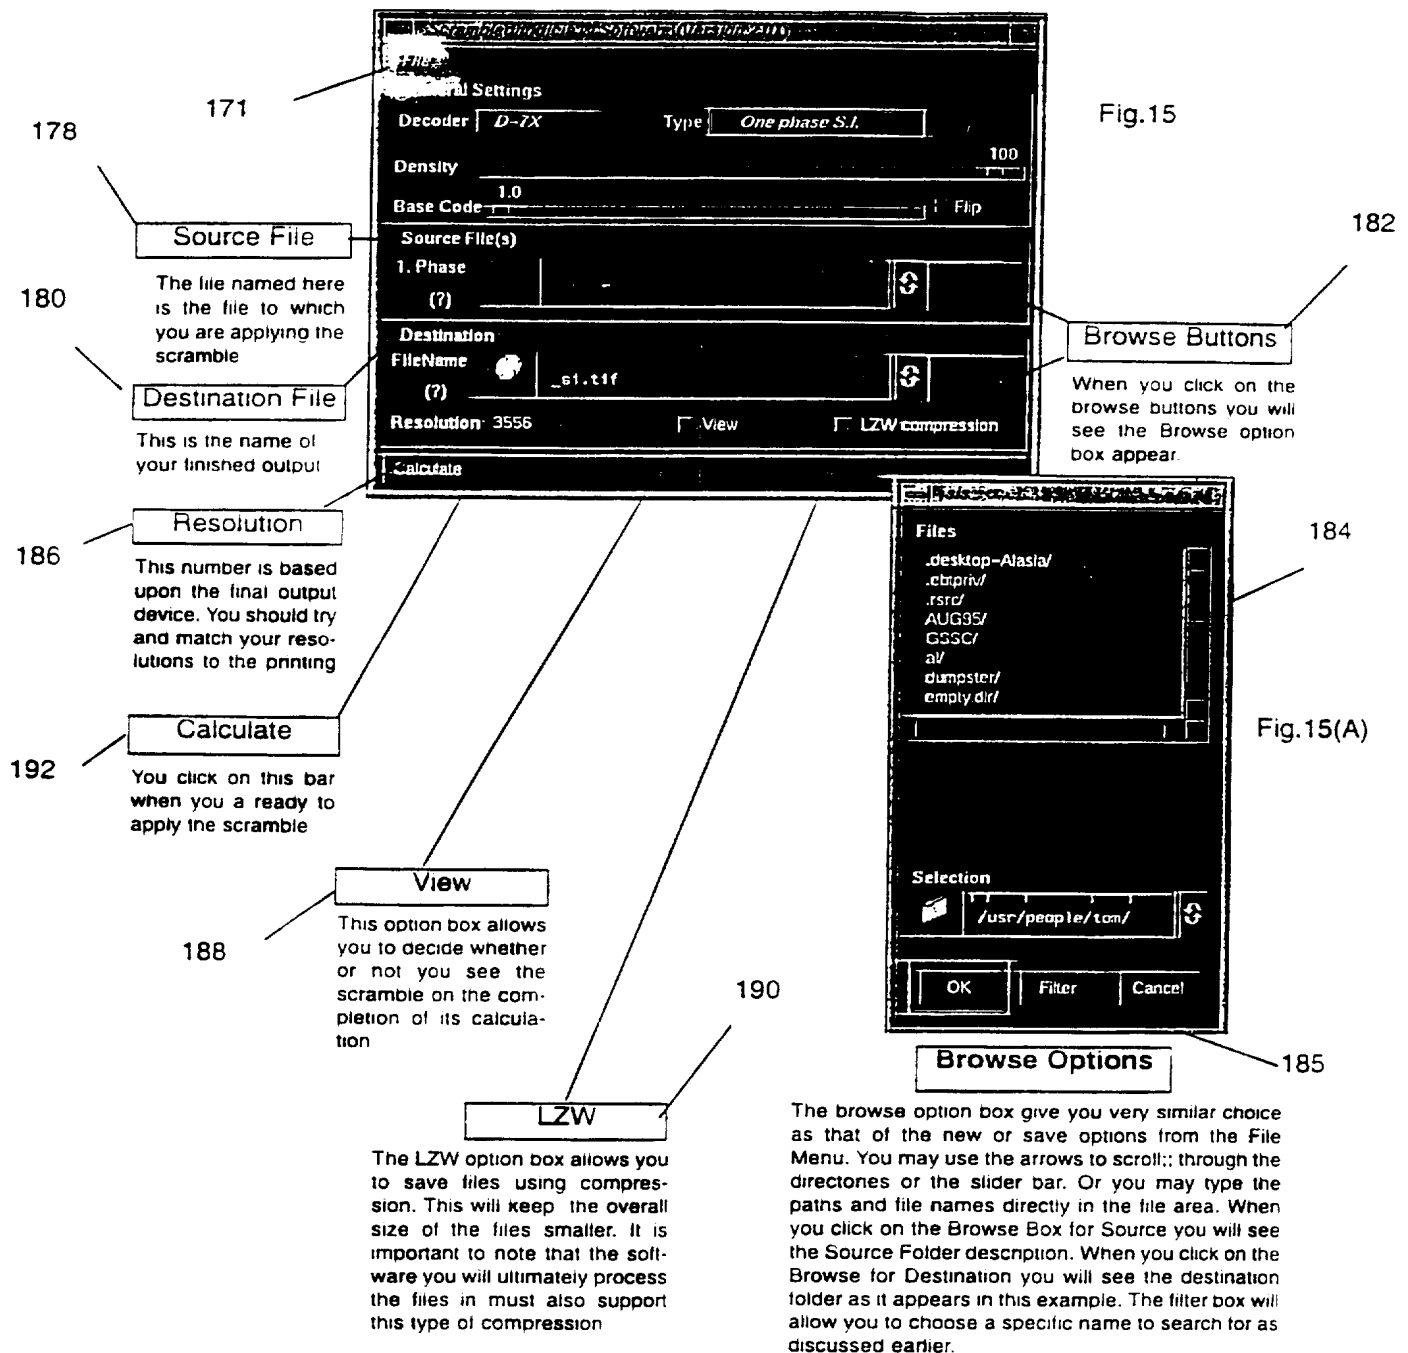 Scramble Indicia Software (Version 2.00)
File
General Settings
171
Fig.15
Decoder D-7X Type One phase S.I.
178
100
Density
1.0
Base Code Flip
182
Source File
Source File(s)
1. Phase
(?)
180
The file named here
is the file to which
you are applying the
scramble
Destination
FileName
_si.tif
(?)
Browse Buttons
When you click on the
browse buttons you will
see the Browse option
box appear.
Destination File
This is the name of
your finished output
Resolution 3556 View LZW compression
Calculate
Resolution
186
This number is based
upon the final output
device. You should try
and match your reso-
lutions to the printing
Files
184
.desktop-Alasia/
.ebtpriv/
.rsrc/
AUG95/
GSSC/
al/
dumpster/
empty.dir/
Fig.15(A)
Calculate
192
You click on this bar
when you a ready to
apply the scramble
Selection
/usr/people/tom/
OK Filter Cancel
View
188
This option box allows
you to decide whether
or not you see the
scramble on the com-
pletion of its calcula-
tion
190
185
Browse Options
LZW
The LZW option box allows you
to save files using compres-
sion. This will keep the overall
size of the files smaller. It is
important to note that the soft-
ware you will ultimately process
the files in must also support
this type of compression
The browse option box give you very similar choice
as that of the new or save options from the File
Menu. You may use the arrows to scroll;: through the
directories or the slider bar. Or you may type the
paths and file names directly in the file area. When
you click on the Browse Box for Source you will see
the Source Folder description. When you click on the
Browse for Destination you will see the destination
folder as it appears in this example. The filter box will
allow you to choose a specific name to search for as
discussed earlier.